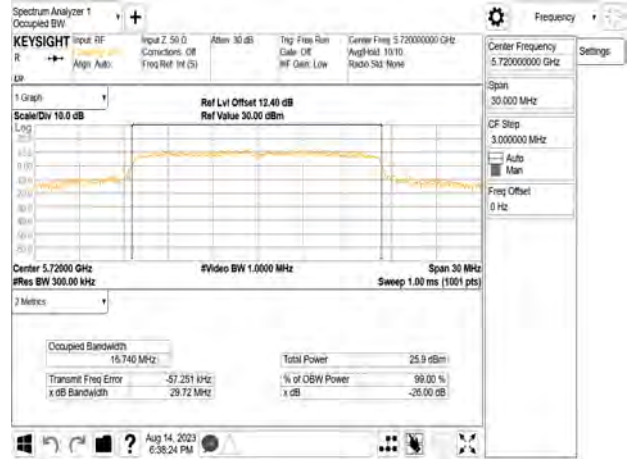 Spectrum Analyzer 1
Occupied BW
+
Frequency
KEYSIGHT
R
Input: RF
Align: Auto
Input Z: 50 Ω
Corrections: Off
Freq Ref: Int (S)
Atten: 30 dB
Trig: Free Run
Gate: Off
#IF Gain: Low
Center Freq: 5.720000000 GHz
Avg|Hold: 10/10
Radio Std: None
Center Frequency
5.720000000 GHz
Settings
Span
30.000 MHz
CF Step
3.000000 MHz
Auto
Man
Freq Offset
0 Hz
1 Graph
Scale/Div 10.0 dB
Ref Lvl Offset 12.40 dB
Ref Value 30.00 dBm
Log
Center 5.72000 GHz
#Video BW 1.0000 MHz
Span 30 MHz
#Res BW 300.00 kHz
Sweep 1.00 ms (1001 pts)
2 Metrics
Occupied Bandwidth
16.740 MHz
Total Power
25.9 dBm
Transmit Freq Error
-57.251 kHz
% of OBW Power
99.00 %
x dB Bandwidth
29.72 MHz
x dB
-26.00 dB
?
Aug 14, 2023
6:38:24 PM